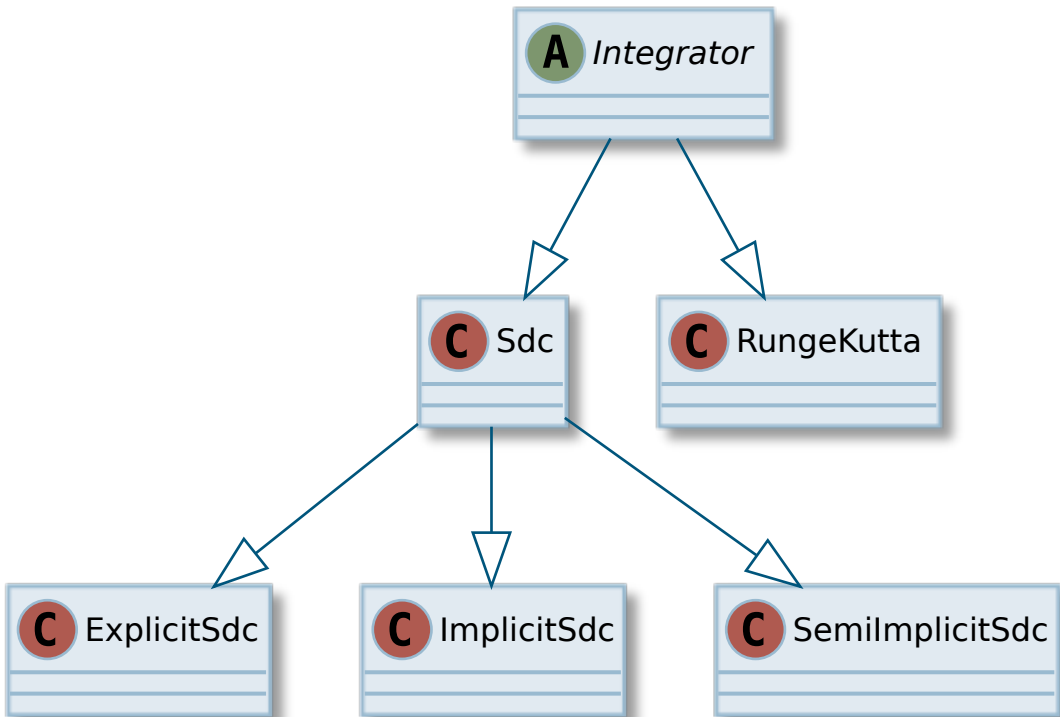 A Integrator
C Sdc
C RungeKutta
C ExplicitSdc
C ImplicitSdc
C SemiImplicitSdc